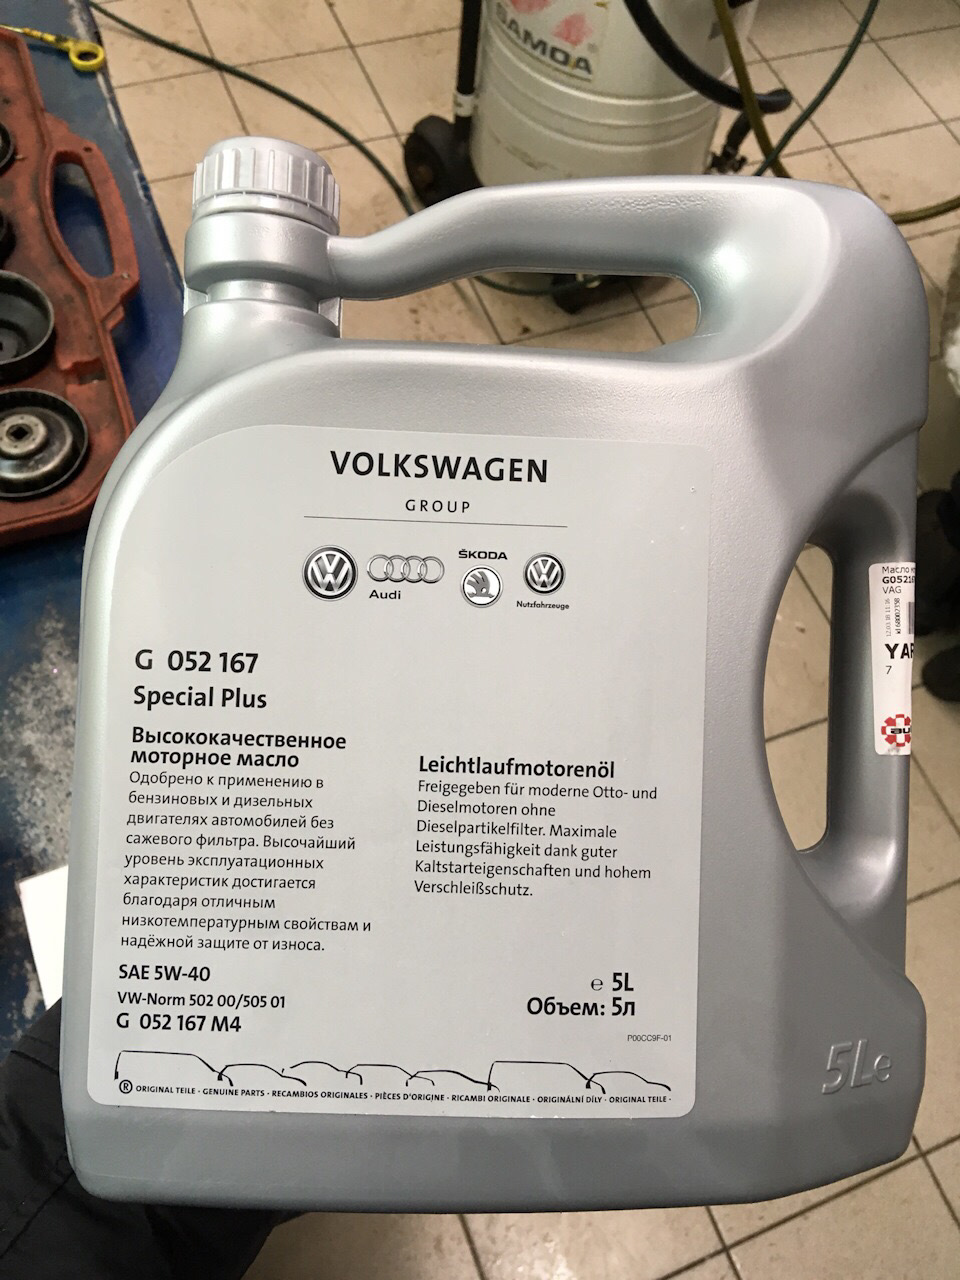 SAMOA
VOLKSWAGEN
GROUP
Audi
ŠKODA
Nutzfahrzeuge
G 052 167
Special Plus
Высококачественное
моторное масло
Одобрено к применению в
бензиновых и дизельных
двигателях автомобилей без
сажевого фильтра. Высочайший
уровень эксплуатационных
характеристик достигается
благодаря отличным
низкотемпературным свойствам и
надёжной защите от износа.
Leichtlaufmotorenöl
Freigegeben für moderne Otto- und
Dieselmotoren ohne
Dieselpartikelfilter. Maximale
Leistungsfähigkeit dank guter
Kaltstarteigenschaften und hohem
Verschleißschutz.
SAE 5W-40
VW-Norm 502 00/505 01
G 052 167 M4
℮ 5L
Объем: 5л
P00CC9F-01
® ORIGINAL TEILE · GENUINE PARTS · RECAMBIOS ORIGINALES · PIÈCES D'ORIGINE · RICAMBI ORIGINALE · ORIGINÁLNÍ DÍLY · ORIGINAL TEILE ·
5L℮
Масло
VAG
7